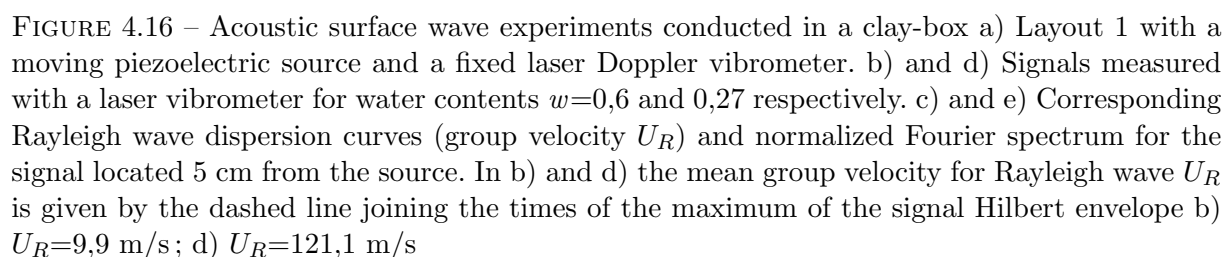 FIGURE 4.16 – Acoustic surface wave experiments conducted in a clay-box a) Layout 1 with a
moving piezoelectric source and a fixed laser Doppler vibrometer. b) and d) Signals measured
with a laser vibrometer for water contents w=0,6 and 0,27 respectively. c) and e) Corresponding
Rayleigh wave dispersion curves (group velocity U_R) and normalized Fourier spectrum for the
signal located 5 cm from the source. In b) and d) the mean group velocity for Rayleigh wave U_R
is given by the dashed line joining the times of the maximum of the signal Hilbert envelope b)
U_R=9,9 m/s ; d) U_R=121,1 m/s